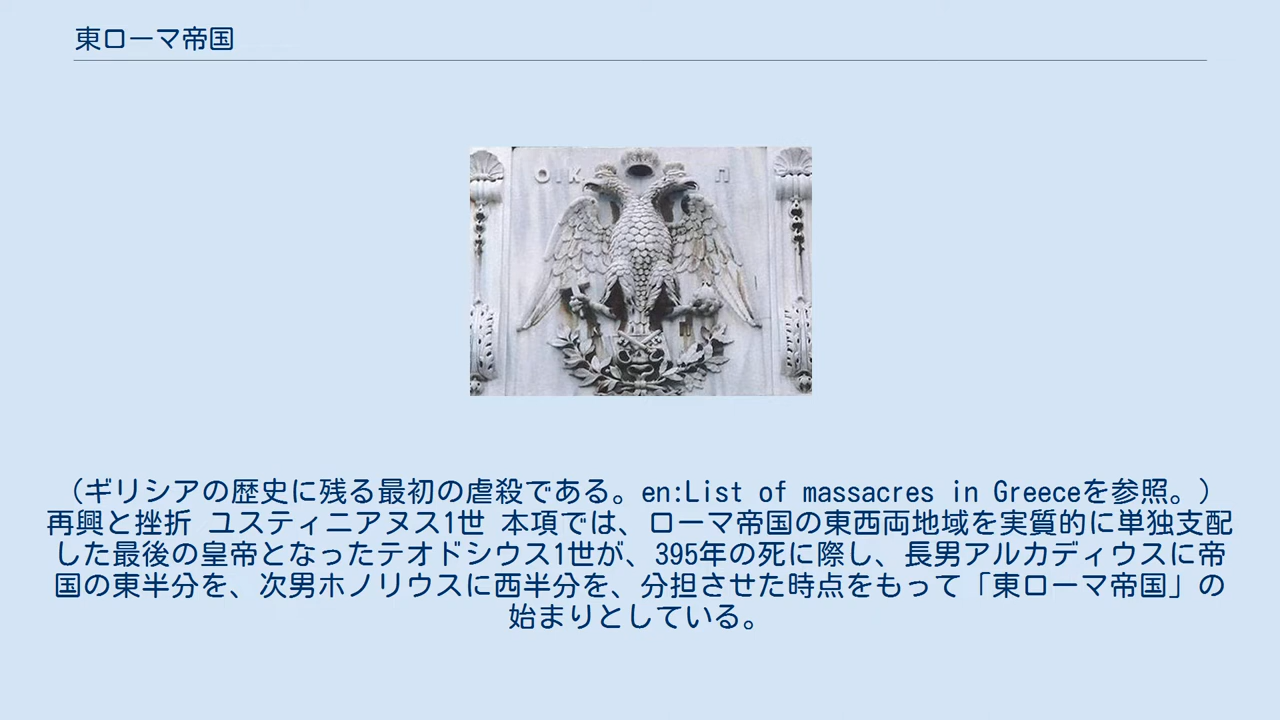 東ローマ帝国
ΟΙΚ Π
（ギリシアの歴史に残る最初の虐殺である。en:List of massacres in Greeceを参照。）
再興と挫折 ユスティニアヌス1世 本項では、ローマ帝国の東西両地域を実質的に単独支配
した最後の皇帝となったテオドシウス1世が、395年の死に際し、長男アルカディウスに帝
国の東半分を、次男ホノリウスに西半分を、分担させた時点をもって「東ローマ帝国」の
始まりとしている。